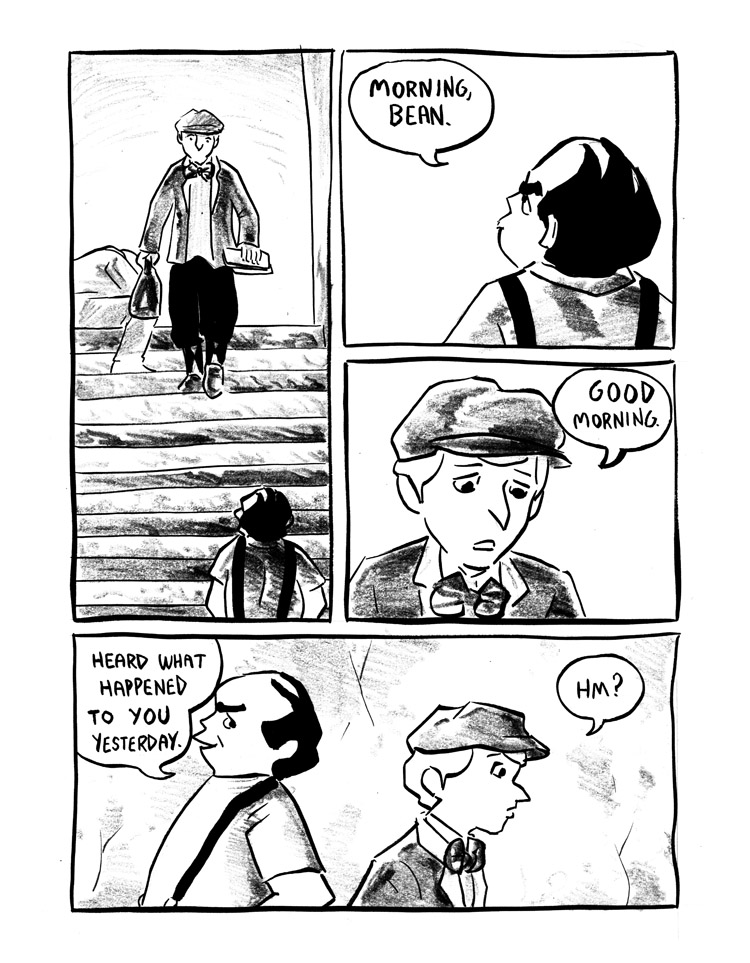 MORNING,
BEAN.
GOOD
MORNING.
HEARD WHAT
HAPPENED
TO YOU
YESTERDAY.
HM?